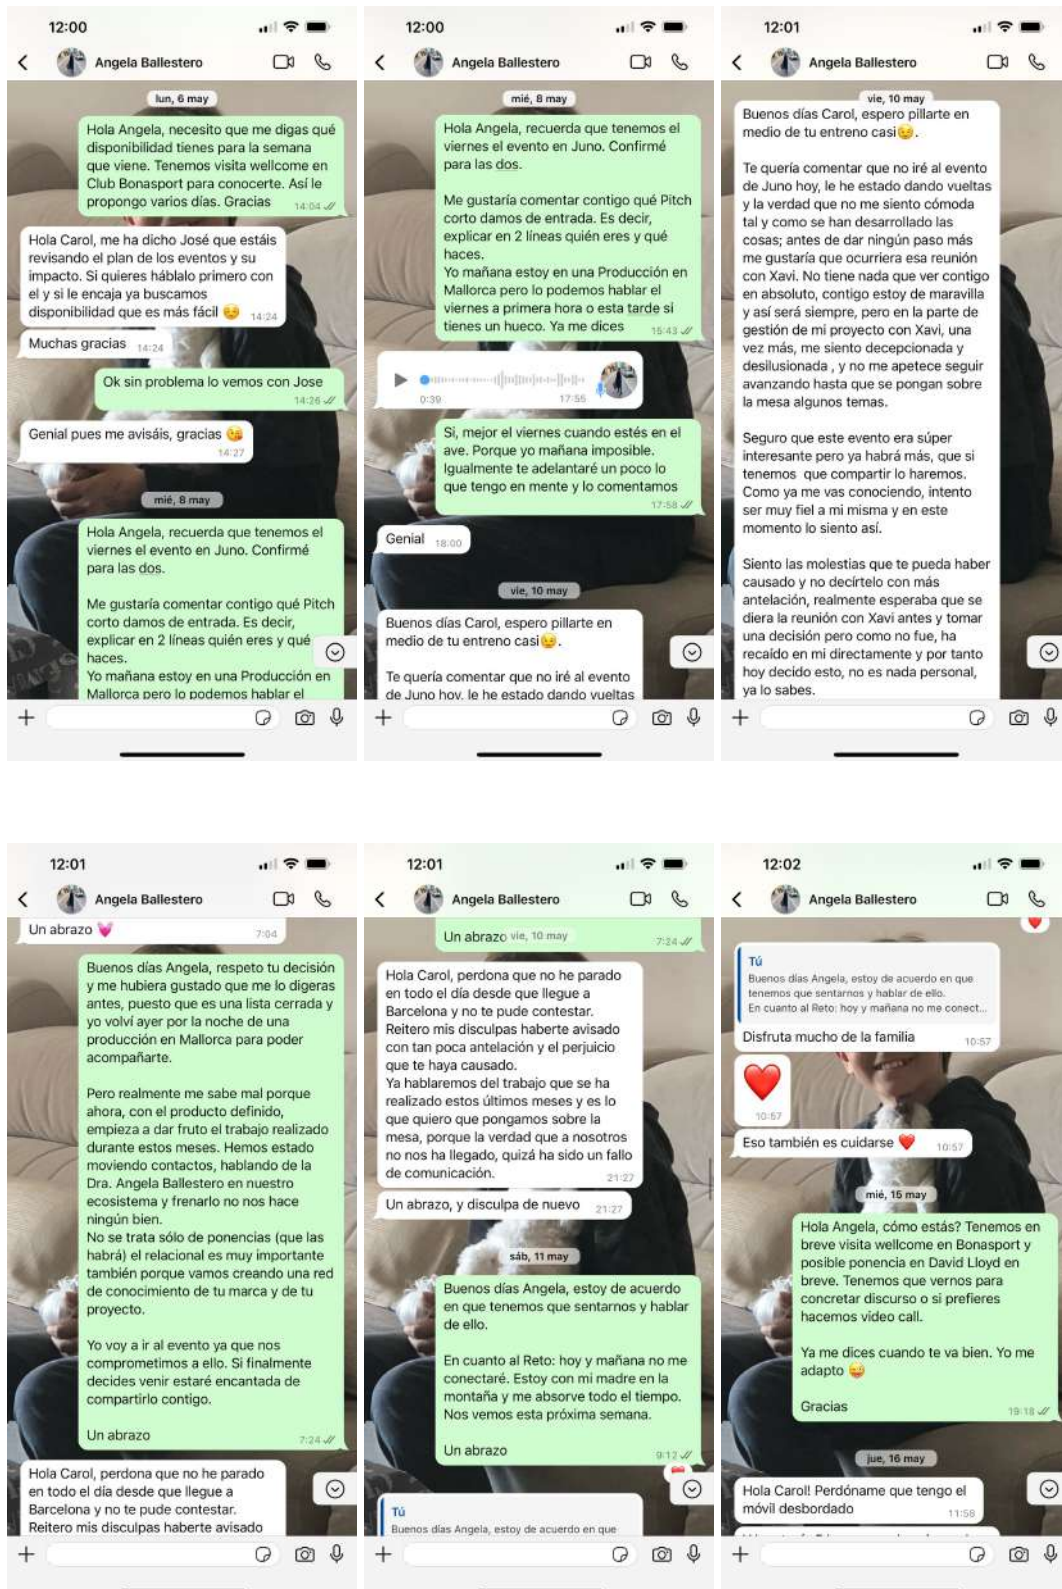 12:00
Angela Ballestero
lun, 6 may
Hola Angela, necesito que me digas qué
disponibilidad tienes para la semana
que viene. Tenemos visita wellcome en
Club Bonasport para conocerte. Así le
propongo varios días. Gracias
14:04
Hola Carol, me ha dicho José que estáis
revisando el plan de los eventos y su
impacto. Si quieres háblalo primero con
el y si le encaja ya buscamos
disponibilidad que es más fácil ☺️
14:24
Muchas gracias
14:24
Ok sin problema lo vemos con Jose
14:26
Genial pues me avisáis, gracias 😘
14:27
mié, 8 may
Hola Angela, recuerda que tenemos el
viernes el evento en Juno. Confirmé
para las dos.
Me gustaría comentar contigo qué Pitch
corto damos de entrada. Es decir,
explicar en 2 líneas quién eres y qué
haces.
Yo mañana estoy en una Producción en
Mallorca pero lo podemos hablar el
12:00
Angela Ballestero
mié, 8 may
Hola Angela, recuerda que tenemos el
viernes el evento en Juno. Confirmé
para las dos.
Me gustaría comentar contigo qué Pitch
corto damos de entrada. Es decir,
explicar en 2 líneas quién eres y qué
haces.
Yo mañana estoy en una Producción en
Mallorca pero lo podemos hablar el
viernes a primera hora o esta tarde si
tienes un hueco. Ya me dices
15:43
0:39
17:55
Si, mejor el viernes cuando estés en el
ave. Porque yo mañana imposible.
Igualmente te adelantaré un poco lo
que tengo en mente y lo comentamos
17:58
Genial
18:00
vie, 10 may
Buenos días Carol, espero pillarte en
medio de tu entreno casi😉.
Te quería comentar que no iré al evento
de Juno hoy, le he estado dando vueltas
12:01
Angela Ballestero
vie, 10 may
Buenos días Carol, espero pillarte en
medio de tu entreno casi😉.
Te quería comentar que no iré al evento
de Juno hoy, le he estado dando vueltas
y la verdad que no me siento cómoda
tal y como se han desarrollado las
cosas; antes de dar ningún paso más
me gustaría que ocurriera esa reunión
con Xavi. No tiene nada que ver contigo
en absoluto, contigo estoy de maravilla
y así será siempre, pero en la parte de
gestión de mi proyecto con Xavi, una
vez más, me siento decepcionada y
desilusionada , y no me apetece seguir
avanzando hasta que se pongan sobre
la mesa algunos temas.
Seguro que este evento era súper
interesante pero ya habrá más, que si
tenemos que compartir lo haremos.
Como ya me vas conociendo, intento
ser muy fiel a mi misma y en este
momento lo siento así.
Siento las molestias que te pueda haber
causado y no decírtelo con más
antelación, realmente esperaba que se
diera la reunión con Xavi antes y tomar
una decisión pero como no fue, ha
recaído en mi directamente y por tanto
hoy decido esto, no es nada personal,
ya lo sabes.
12:01
Angela Ballestero
Un abrazo 💓
7:04
Buenos días Angela, respeto tu decisión
y me hubiera gustado que me lo digeras
antes, puesto que es una lista cerrada y
yo volví ayer por la noche de una
producción en Mallorca para poder
acompañarte.
Pero realmente me sabe mal porque
ahora, con el producto definido,
empieza a dar fruto el trabajo realizado
durante estos meses. Hemos estado
moviendo contactos, hablando de la
Dra. Angela Ballestero en nuestro
ecosistema y frenarlo no nos hace
ningún bien.
No se trata sólo de ponencias (que las
habrá) el relacional es muy importante
también porque vamos creando una red
de conocimiento de tu marca y de tu
proyecto.
Yo voy a ir al evento ya que nos
comprometimos a ello. Si finalmente
decides venir estaré encantada de
compartirlo contigo.
Un abrazo
7:24
Hola Carol, perdona que no he parado
en todo el día desde que llegue a
Barcelona y no te pude contestar.
Reitero mis disculpas haberte avisado
12:01
Angela Ballestero
Un abrazo
vie, 10 may
7:24
Hola Carol, perdona que no he parado
en todo el día desde que llegue a
Barcelona y no te pude contestar.
Reitero mis disculpas haberte avisado
con tan poca antelación y el perjuicio
que te haya causado.
Ya hablaremos del trabajo que se ha
realizado estos últimos meses y es lo
que quiero que pongamos sobre la
mesa, porque la verdad que a nosotros
no nos ha llegado, quizá ha sido un fallo
de comunicación.
21:27
Un abrazo, y disculpa de nuevo
21:27
sáb, 11 may
Buenos días Angela, estoy de acuerdo
en que tenemos que sentarnos y hablar
de ello.
En cuanto al Reto: hoy y mañana no me
conectaré. Estoy con mi madre en la
montaña y me absorve todo el tiempo.
Nos vemos esta próxima semana.
Un abrazo
9:12
Tú
Buenos días Angela, estoy de acuerdo en que
12:02
Angela Ballestero
Tú
Buenos días Angela, estoy de acuerdo en que
tenemos que sentarnos y hablar de ello.
En cuanto al Reto: hoy y mañana no me conect...
Disfruta mucho de la familia
10:57
❤️
10:57
Eso también es cuidarse ❤️
10:57
mié, 15 may
Hola Angela, cómo estás? Tenemos en
breve visita wellcome en Bonasport y
posible ponencia en David Lloyd en
breve. Tenemos que vernos para
concretar discurso o si prefieres
hacemos video call.
Ya me dices cuando te va bien. Yo me
adapto 😜
Gracias
19:18
jue, 16 may
Hola Carol! Perdóname que tengo el
móvil desbordado
11:58